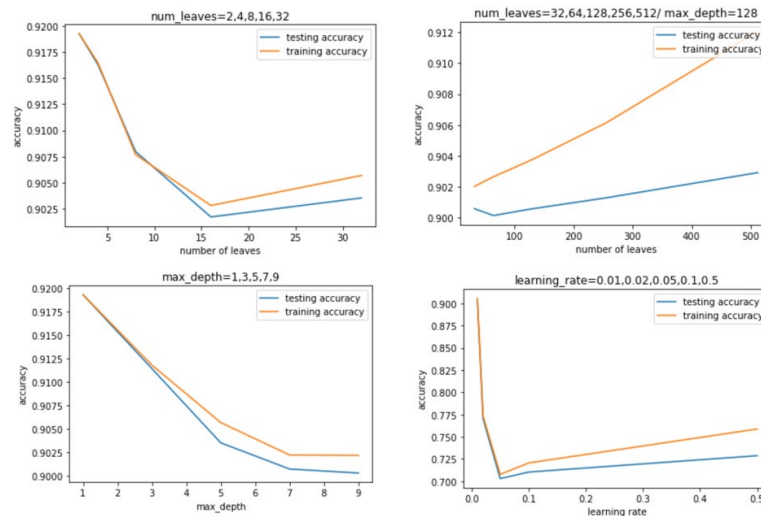 num_leaves=2,4,8,16,32
0.9200
0.9175
0.9150
0.9125
0.9100
0.9075
0.9050
0.9025
accuracy
testing accuracy
training accuracy
5 10 15 20 25 30
number of leaves
num_leaves=32,64,128,256,512/ max_depth=128
0.912
0.910
0.908
0.906
0.904
0.902
0.900
accuracy
testing accuracy
training accuracy
100 200 300 400 500
number of leaves
max_depth=1,3,5,7,9
0.9200
0.9175
0.9150
0.9125
0.9100
0.9075
0.9050
0.9025
0.9000
accuracy
testing accuracy
training accuracy
1 2 3 4 5 6 7 8 9
max_depth
learning_rate=0.01,0.02,0.05,0.1,0.5
0.900
0.875
0.850
0.825
0.800
0.775
0.750
0.725
0.700
accuracy
testing accuracy
training accuracy
0.0 0.1 0.2 0.3 0.4 0.5
learning rate